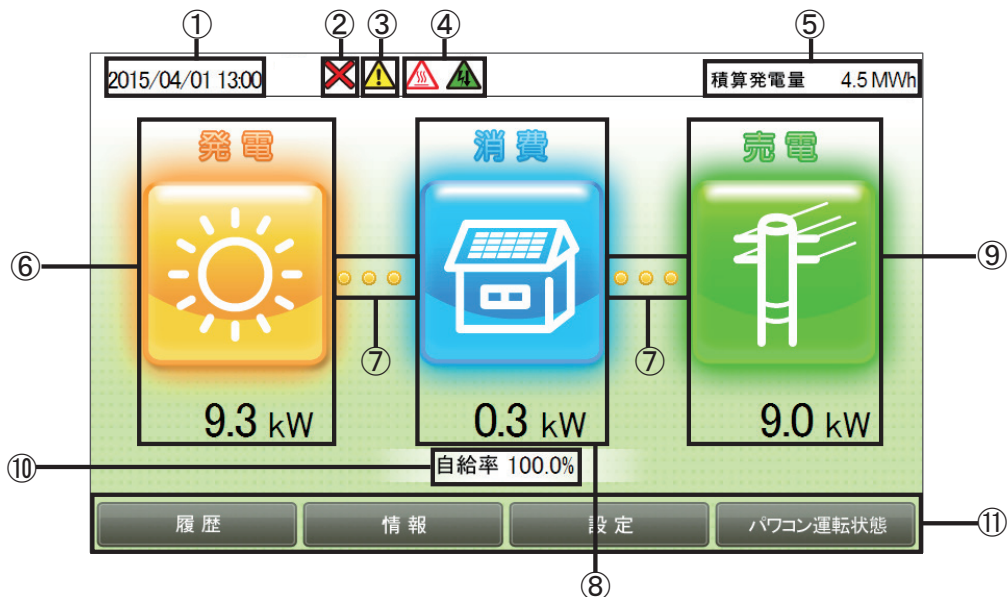 ① ② ③ ④ ⑤
2015/04/01 13:00 積算発電量 4.5 MWh
発電 消費 売電
⑥ ⑨
⑦ ⑦
9.3 kW 0.3 kW 9.0 kW
⑩ 自給率 100.0%
履歴 情報 設定 パワコン運転状態 ⑪
⑧